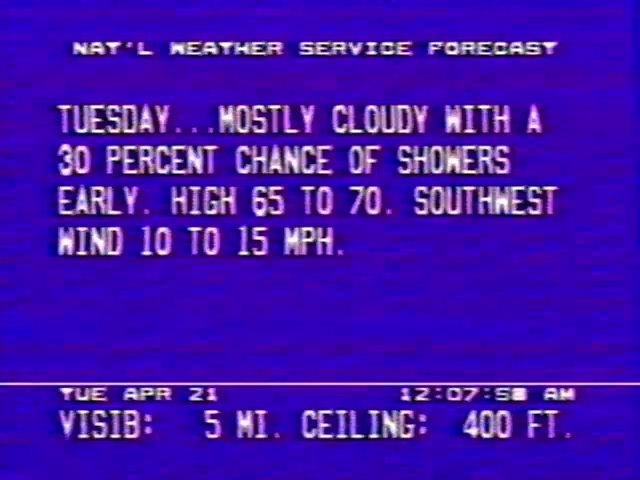 NAT'L WEATHER SERVICE FORECAST
TUESDAY...MOSTLY CLOUDY WITH A
30 PERCENT CHANCE OF SHOWERS
EARLY. HIGH 65 TO 70. SOUTHWEST
WIND 10 TO 15 MPH.
TUE APR 21 12:07:58 AM
VISIB: 5 MI. CEILING: 400 FT.